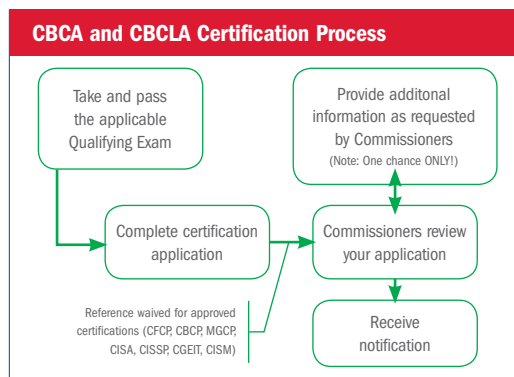 CBCA and CBCLA Certification Process
Take and pass
the applicable
Qualifying Exam
Provide additonal
information as requested
by Commissioners
(Note: One chance ONLY!)
Complete certification
application
Commissioners review
your application
Reference waived for approved
certifications (CFCP, CBCP, MGCP,
CISA, CISSP, CGEIT, CISM)
Receive
notification